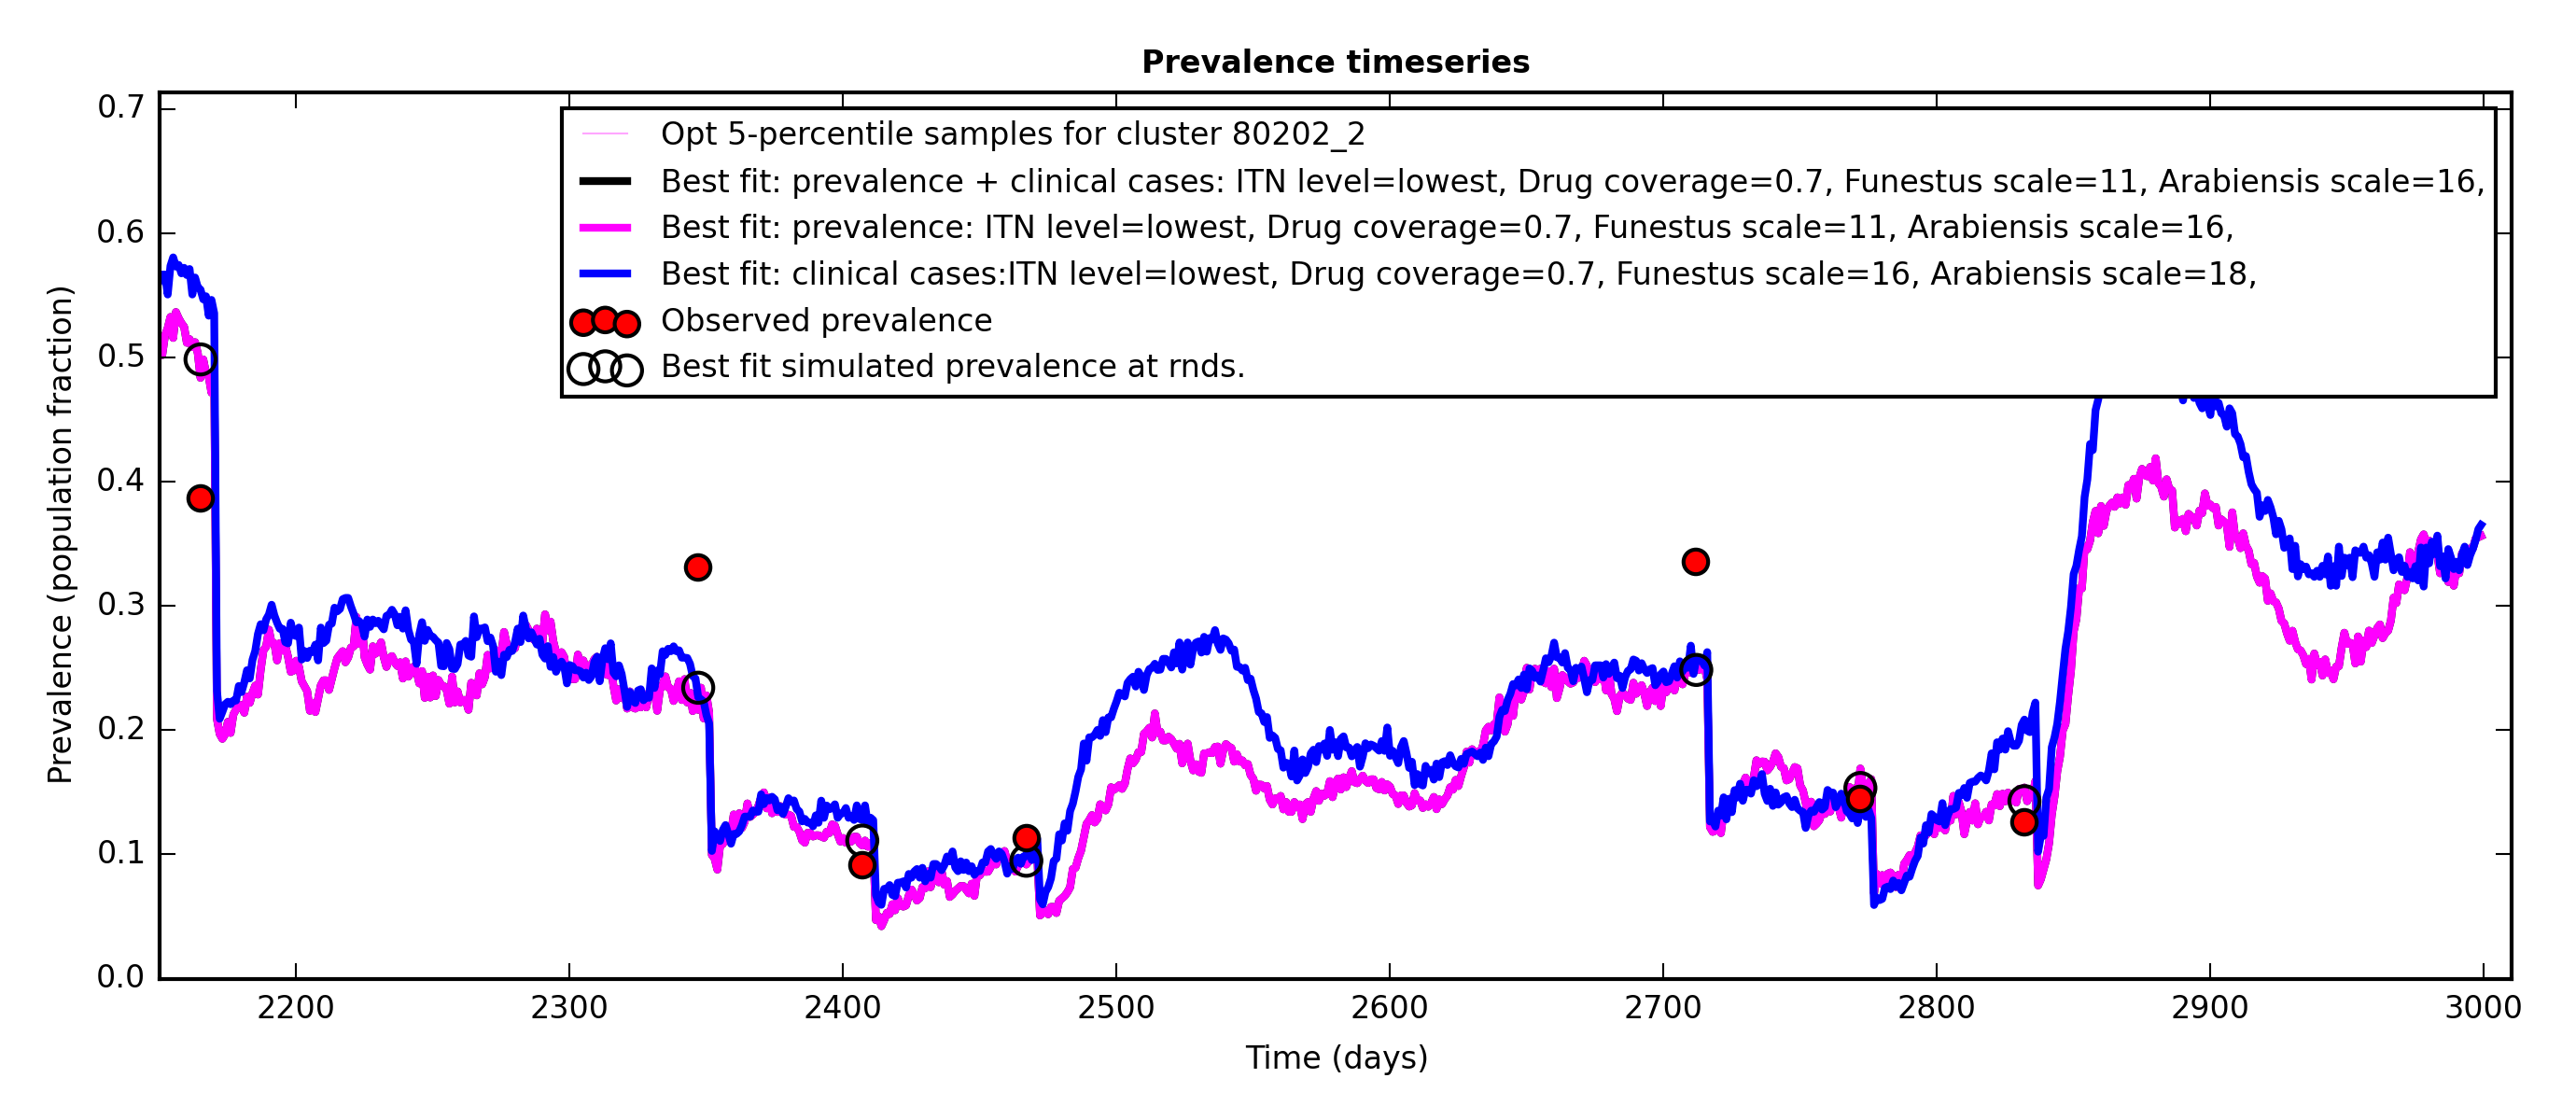 Prevalence timeseries
0.7
0.6
0.5
0.4
0.3
0.2
0.1
0.0
Prevalence (population fraction)
Opt 5-percentile samples for cluster 80202_2
Best fit: prevalence + clinical cases: ITN level=lowest, Drug coverage=0.7, Funestus scale=11, Arabiensis scale=16,
Best fit: prevalence: ITN level=lowest, Drug coverage=0.7, Funestus scale=11, Arabiensis scale=16,
Best fit: clinical cases:ITN level=lowest, Drug coverage=0.7, Funestus scale=16, Arabiensis scale=18,
Observed prevalence
Best fit simulated prevalence at rnds.
2200 2300 2400 2500 2600 2700 2800 2900 3000
Time (days)